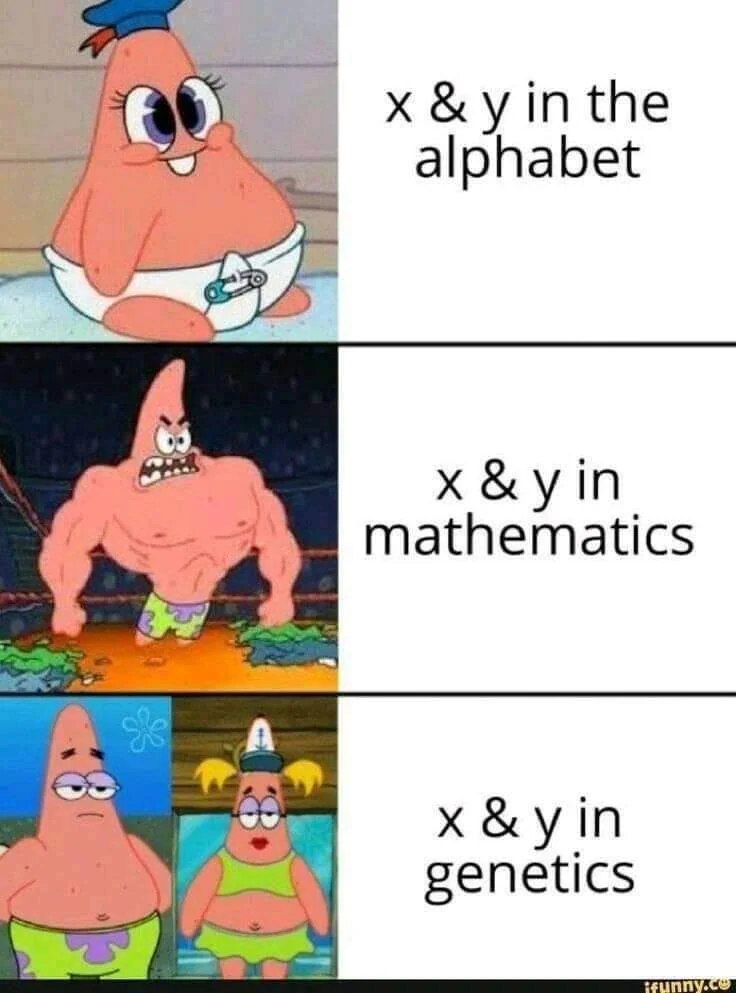 x & y in the
alphabet
x & y in
mathematics
x & y in
genetics
ifunny.co